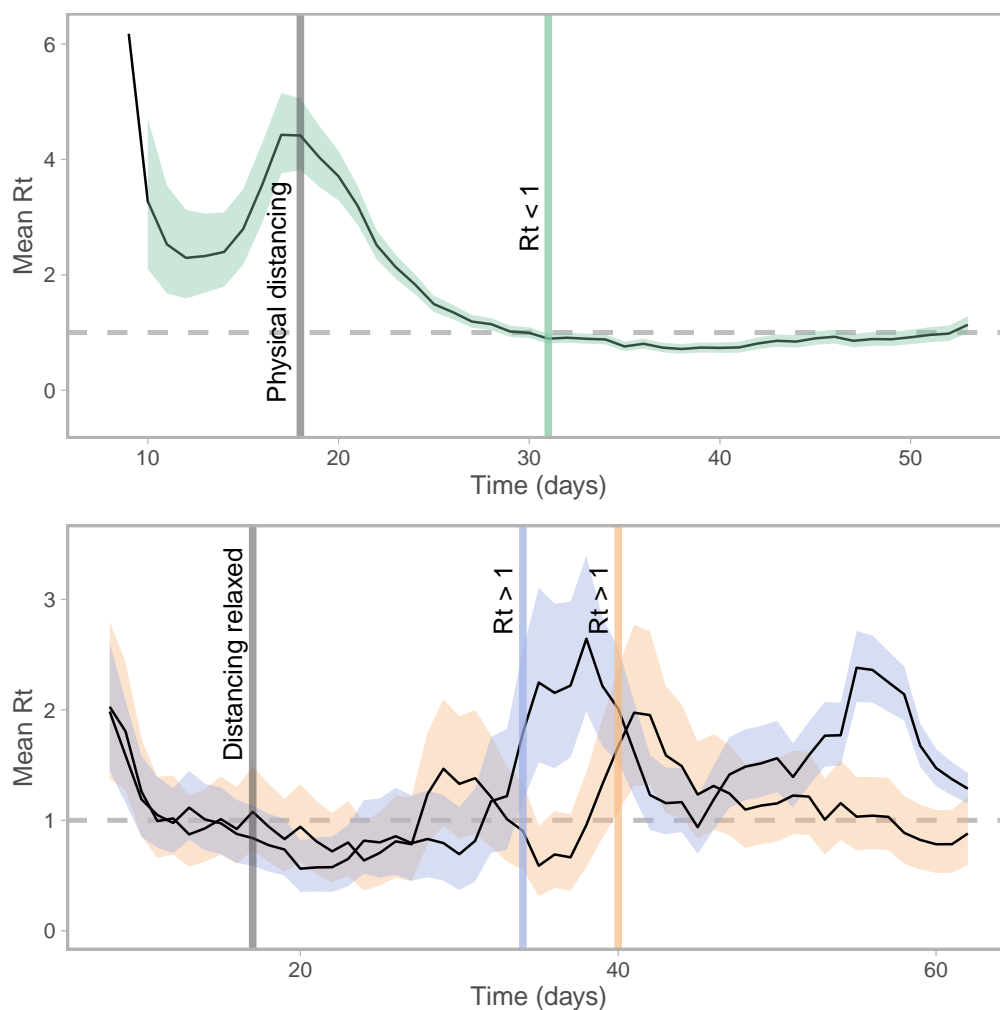 6
4
2
0
Mean Rt
Physical distancing
Rt < 1
10
20
30
40
50
Time (days)
3
2
1
0
Mean Rt
Distancing relaxed
Rt > 1
Rt > 1
20
40
60
Time (days)